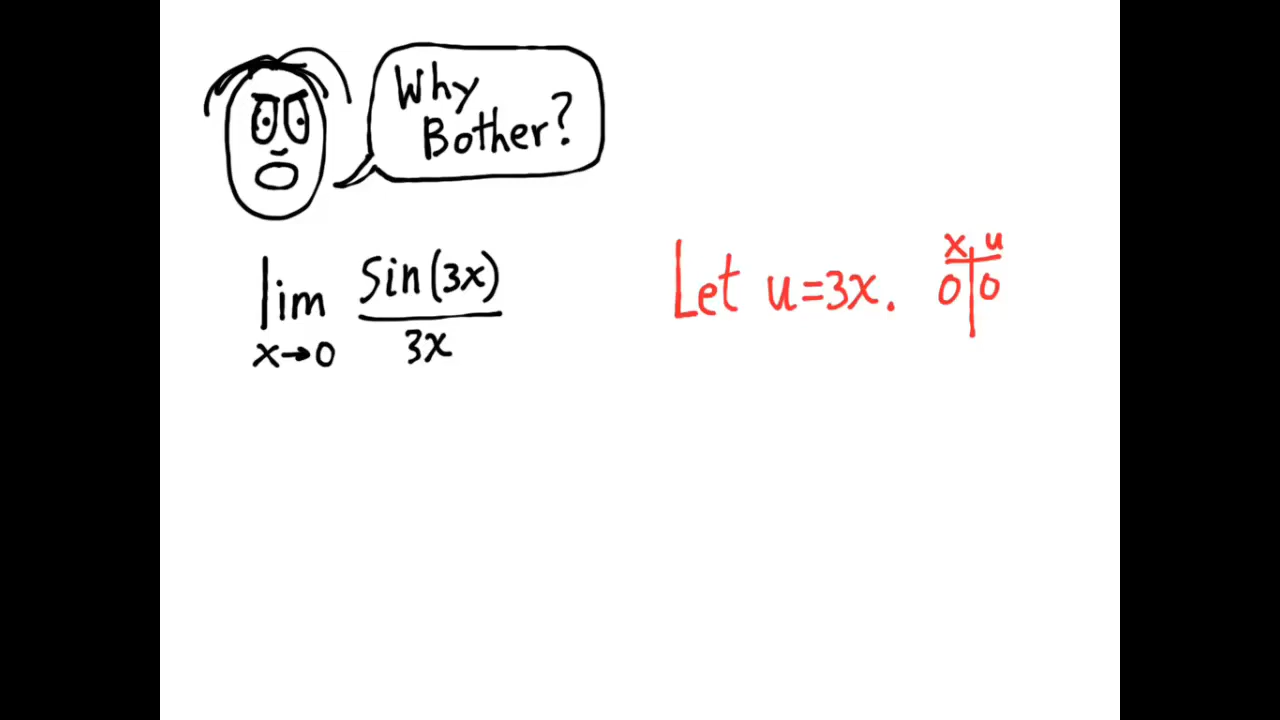 Why
Bother?
lim sin(3x)/3x
x→0
Let u=3x.
x u
0 0